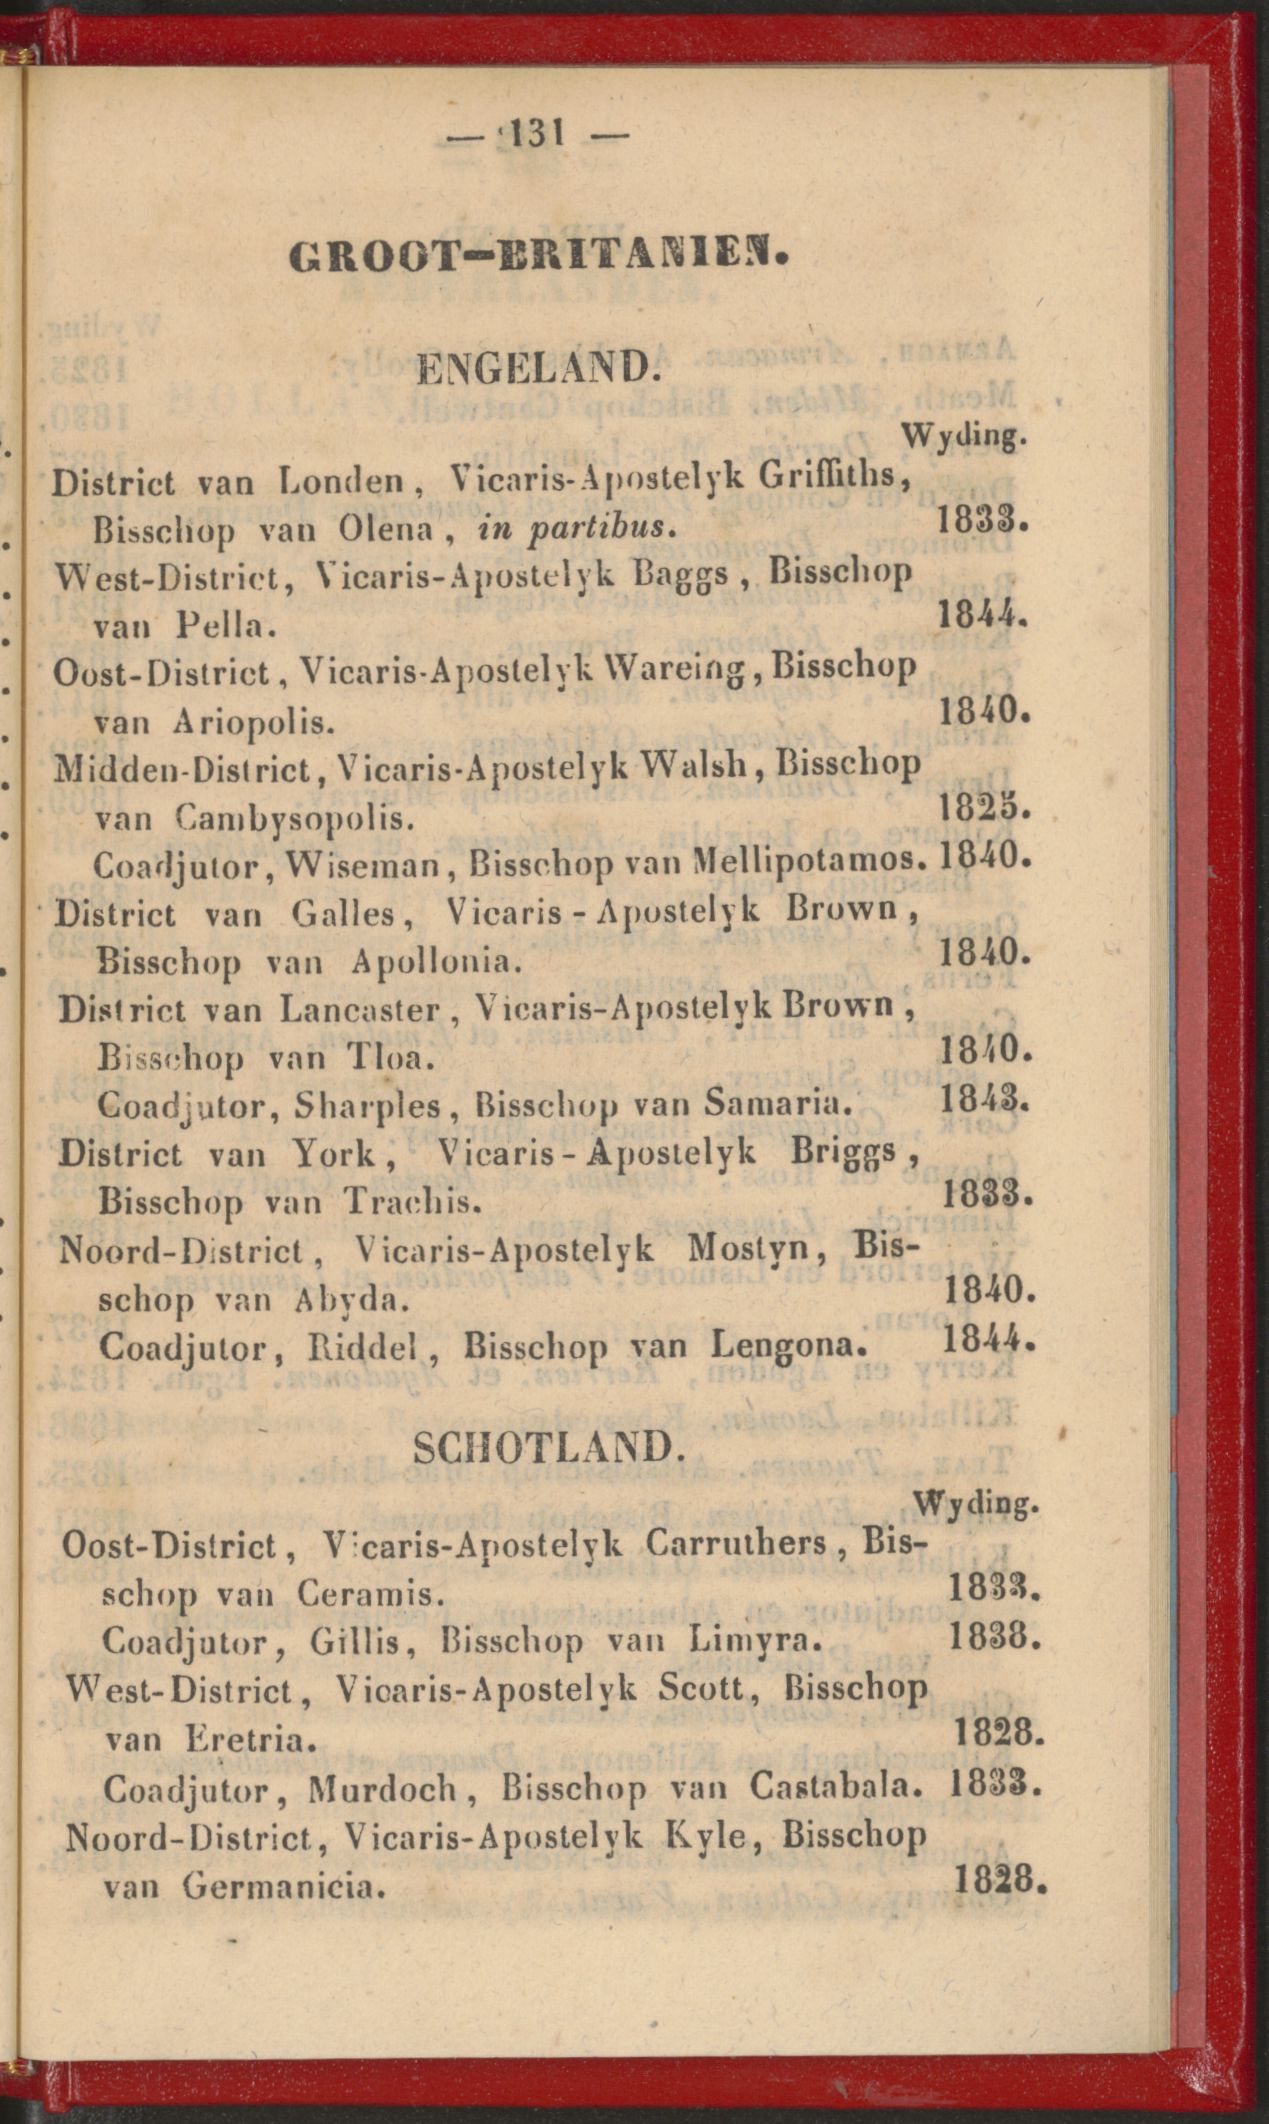 — 131 —
GROOT-BRITANIEN.
ENGELAND.
Wyding.
District van Londen, Vicaris-Apostelyk Griffiths,
Bisschop van Olena, in partibus. 1833.
West-District, Vicaris-Apostelyk Baggs, Bisschop
van Pella. 1844.
Oost-District, Vicaris-Apostelyk Wareing, Bisschop
van Ariopolis. 1840.
Midden-District, Vicaris-Apostelyk Walsh, Bisschop
van Cambysopolis. 1825.
Coadjutor, Wiseman, Bisschop van Mellipotamos. 1840.
District van Galles, Vicaris-Apostelyk Brown,
Bisschop van Apollonia. 1840.
District van Lancaster, Vicaris-Apostelyk Brown,
Bisschop van Tloa. 1840.
Coadjutor, Sharples, Bisschop van Samaria. 1843.
District van York, Vicaris-Apostelyk Briggs,
Bisschop van Trachis. 1833.
Noord-District, Vicaris-Apostelyk Mostyn, Bis-
schop van Abyda. 1840.
Coadjutor, Riddel, Bisschop van Lengona. 1844.
SCHOTLAND.
Wyding.
Oost-District, Vicaris-Apostelyk Carruthers, Bis-
schop van Ceramis. 1833.
Coadjutor, Gillis, Bisschop van Limyra. 1838.
West-District, Vicaris-Apostelyk Scott, Bisschop
van Eretria. 1828.
Coadjutor, Murdoch, Bisschop van Castabala. 1833.
Noord-District, Vicaris-Apostelyk Kyle, Bisschop
van Germanicia. 1828.